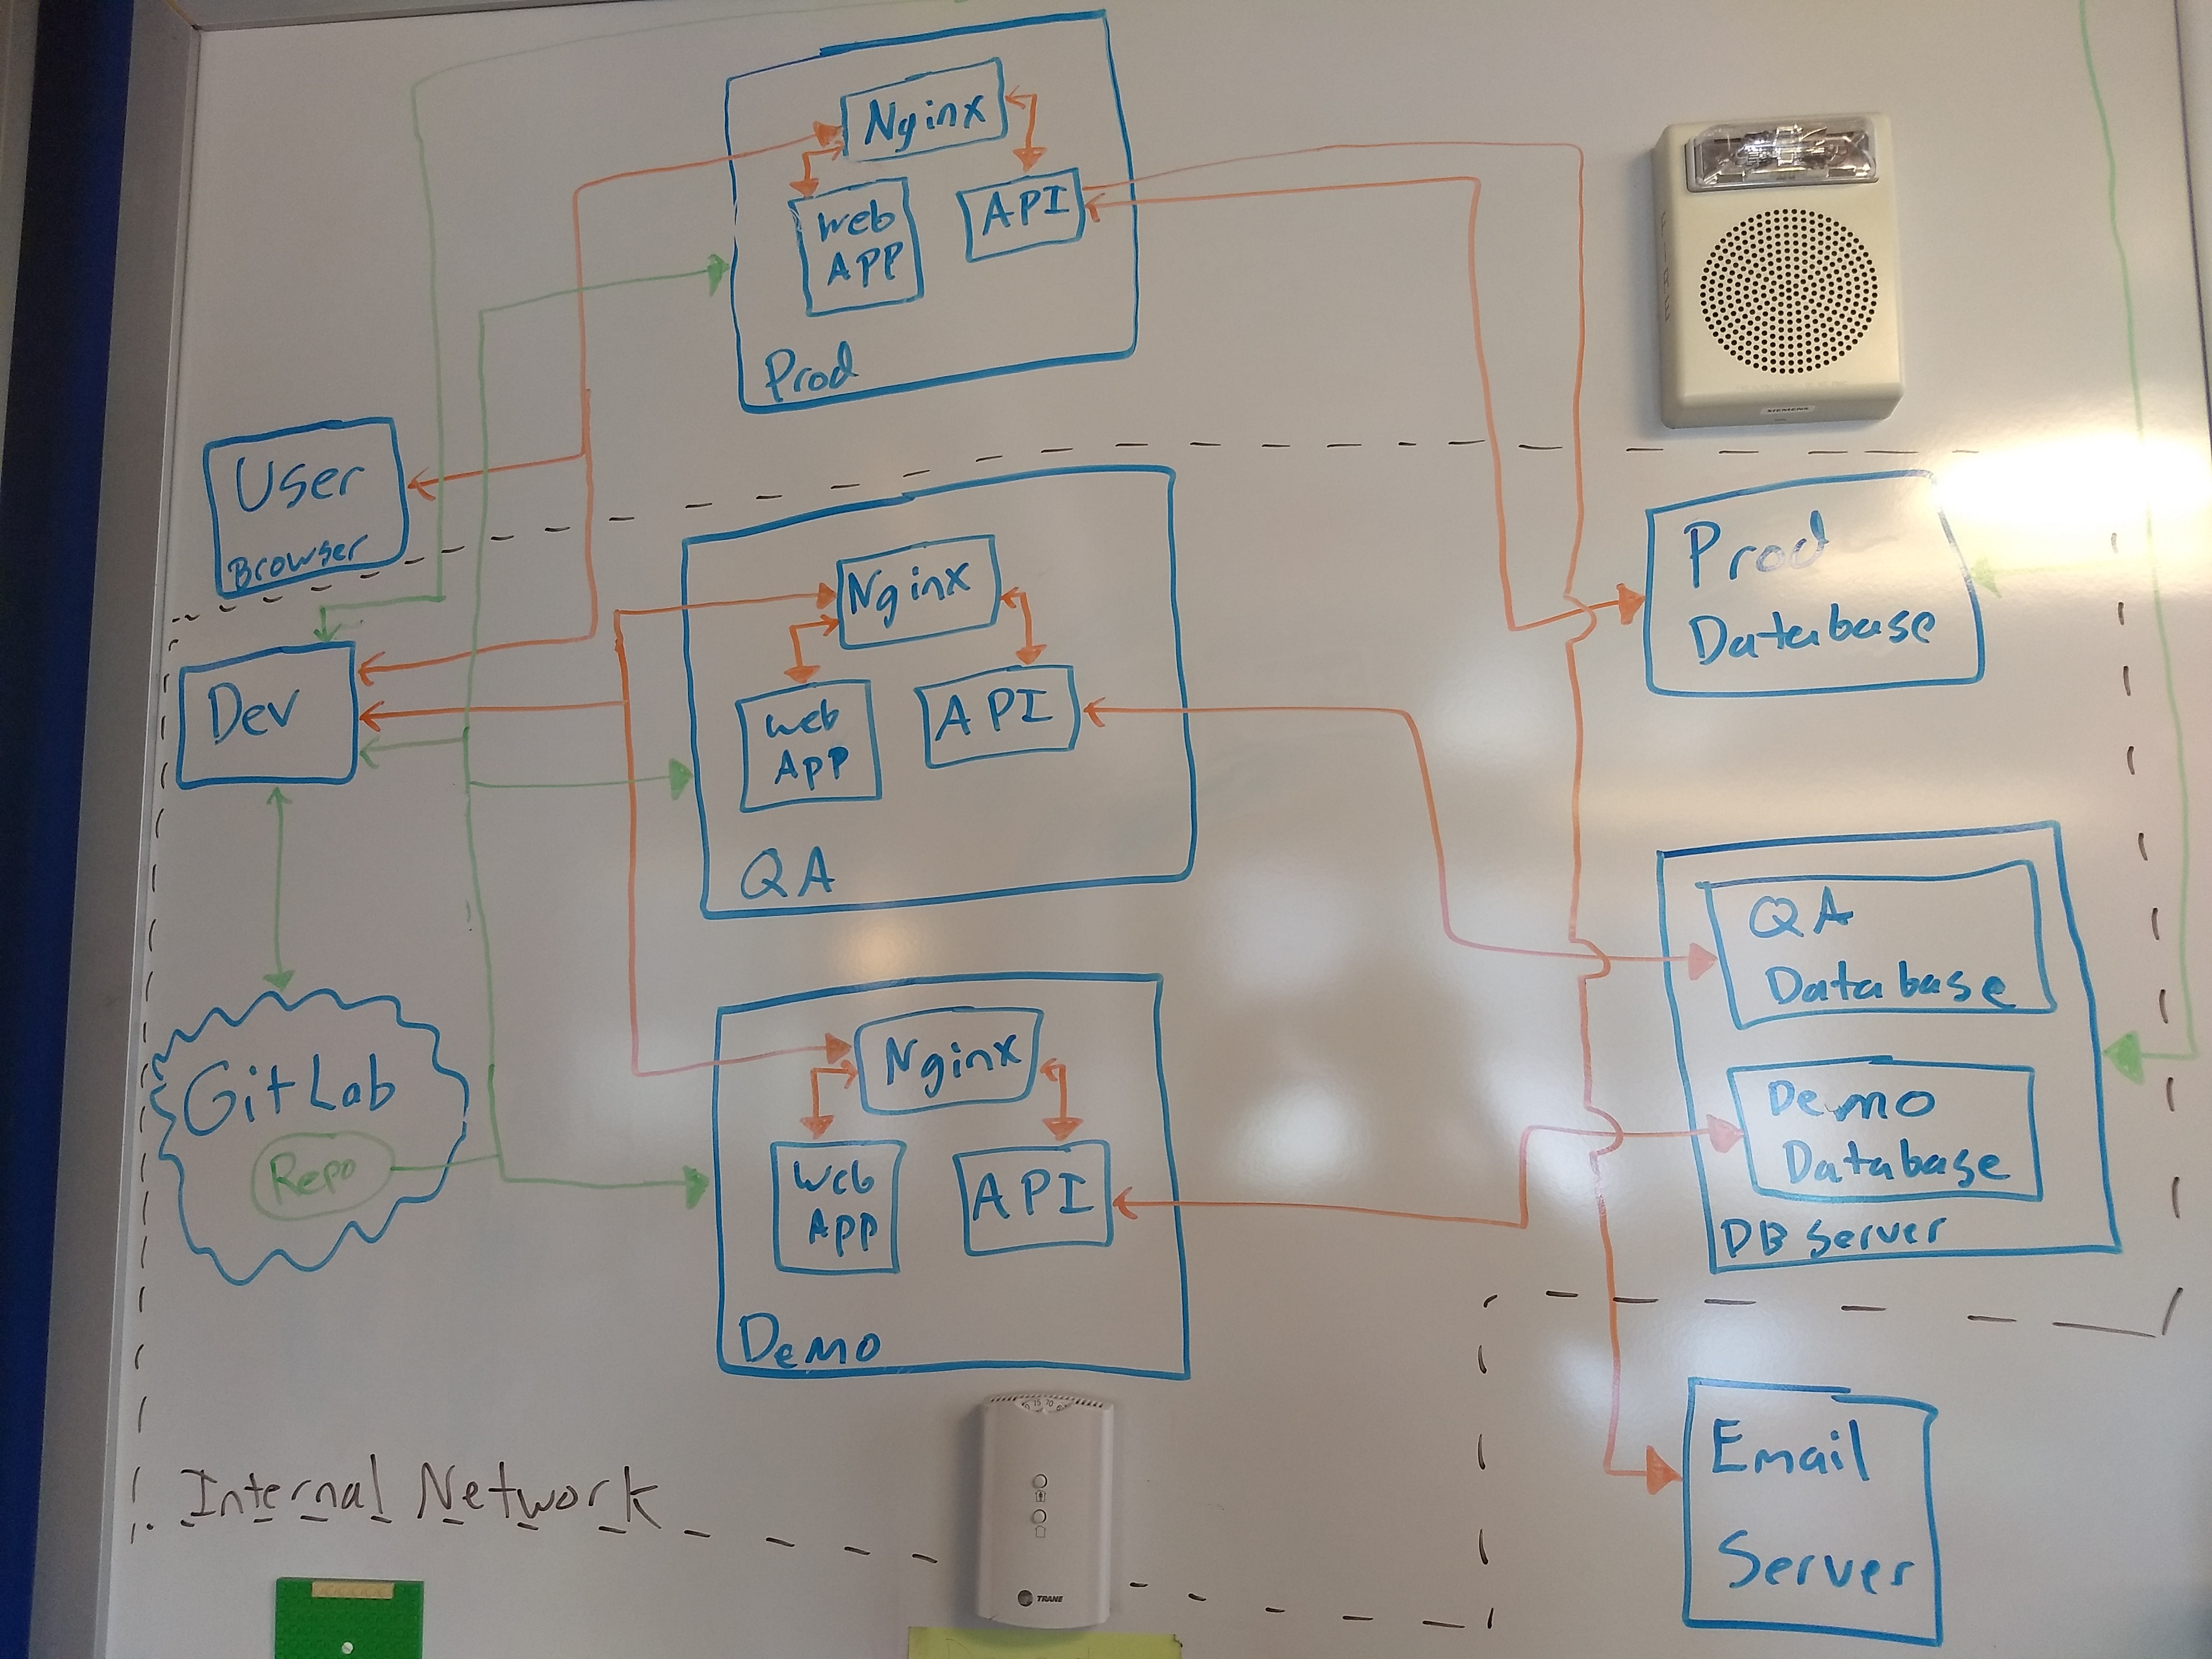 Nginx
Web
APP
API
Prod
User
Browser
Nginx
Web
App
API
QA
Dev
Prod
Database
QA
Database
Demo
Database
DB Server
GitLab
Repo
Nginx
Web
APP
API
Demo
Email
Server
Internal Network
SIEMENS
TRANE